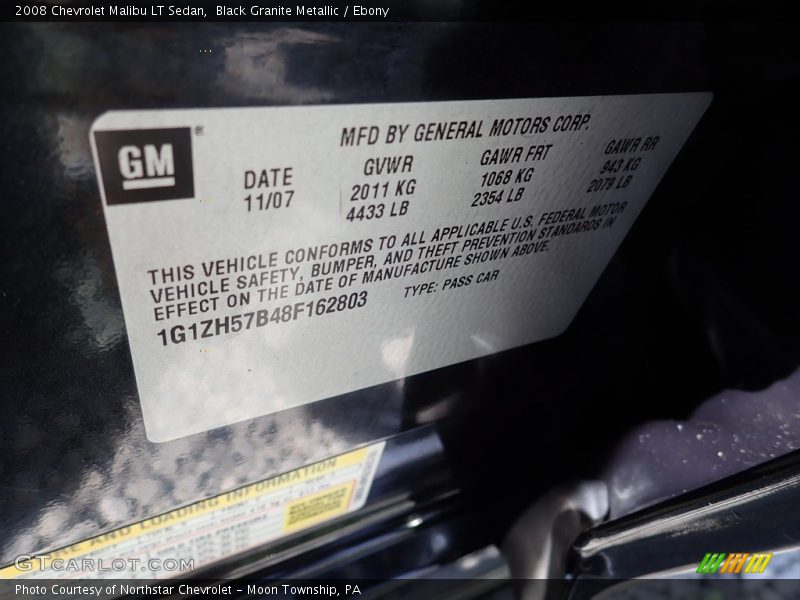 2008 Chevrolet Malibu LT Sedan, Black Granite Metallic / Ebony
GM
MFD BY GENERAL MOTORS CORP.
DATE GVWR GAWR FRT GAWR RR
11/07 2011 KG 1068 KG 943 KG
4433 LB 2354 LB 2079 LB
THIS VEHICLE CONFORMS TO ALL APPLICABLE U.S. FEDERAL MOTOR
VEHICLE SAFETY, BUMPER, AND THEFT PREVENTION STANDARDS IN
EFFECT ON THE DATE OF MANUFACTURE SHOWN ABOVE.
1G1ZH57B48F162803 TYPE: PASS CAR
AND LOADING INFORMATION
GTCARLOT.COM
Photo Courtesy of Northstar Chevrolet - Moon Township, PA